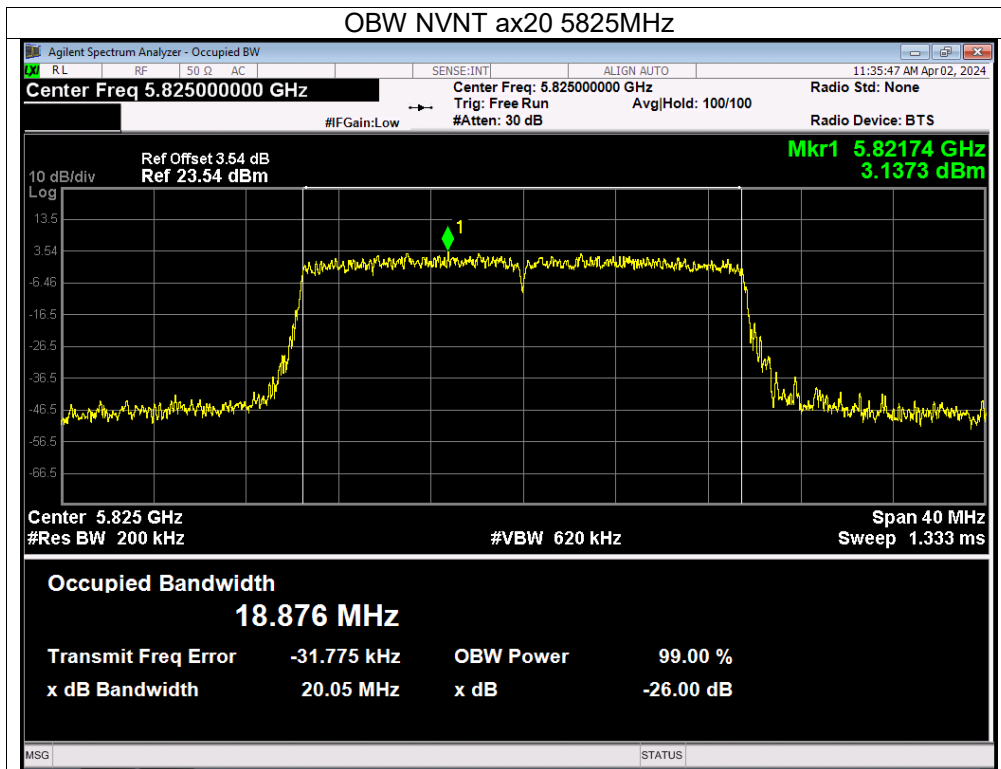 OBW NVNT ax20 5825MHz
Agilent Spectrum Analyzer - Occupied BW
LXI RL RF 50 Ω AC SENSE:INT ALIGN AUTO 11:35:47 AM Apr 02, 2024
Center Freq 5.825000000 GHz Center Freq: 5.825000000 GHz Radio Std: None
Trig: Free Run Avg|Hold: 100/100
#IFGain:Low #Atten: 30 dB Radio Device: BTS
Mkr1 5.82174 GHz
3.1373 dBm
Ref Offset 3.54 dB
10 dB/div Ref 23.54 dBm
Log
13.5
1
3.54
-6.46
-16.5
-26.5
-36.5
-46.5
-56.5
-66.5
Center 5.825 GHz Span 40 MHz
#Res BW 200 kHz #VBW 620 kHz Sweep 1.333 ms
Occupied Bandwidth
18.876 MHz
Transmit Freq Error -31.775 kHz OBW Power 99.00 %
x dB Bandwidth 20.05 MHz x dB -26.00 dB
MSG STATUS